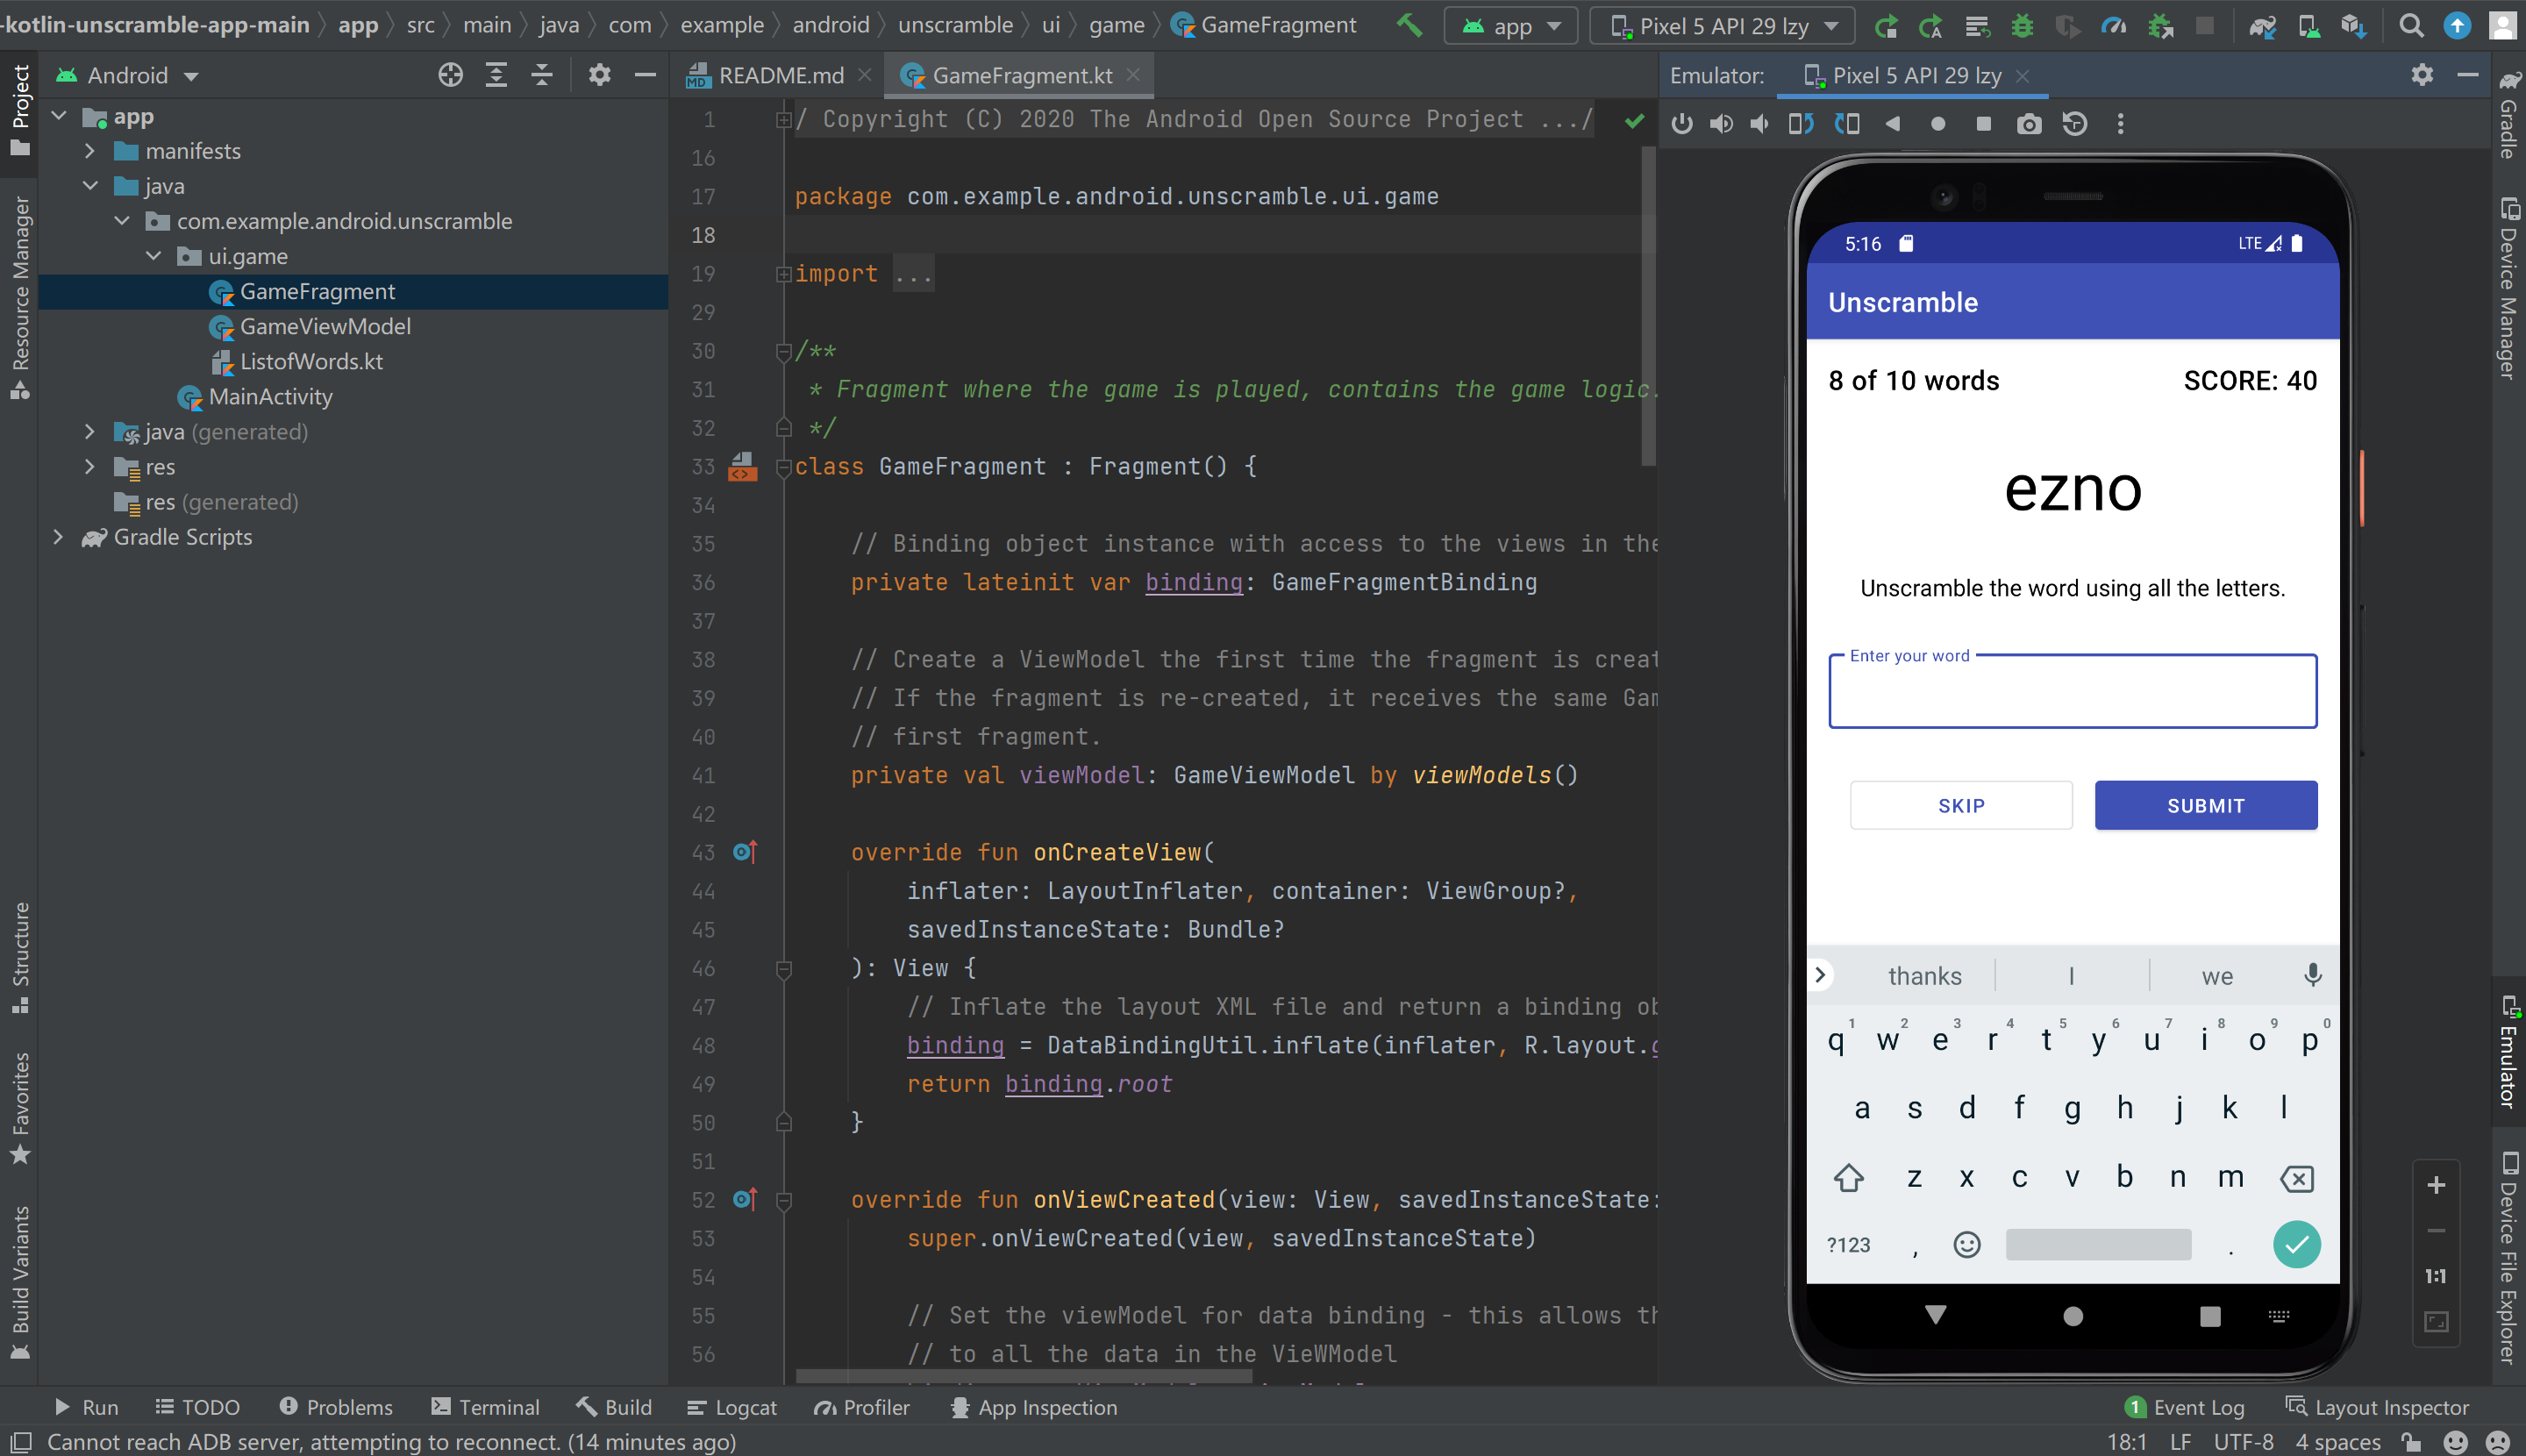 -kotlin-unscramble-app-main app src main java com example android unscramble ui game GameFragment app Pixel 5 API 29 lzy
Project
Android
README.md GameFragment.kt
Emulator: Pixel 5 API 29 lzy
app
manifests
java
com.example.android.unscramble
ui.game
GameFragment
GameViewModel
ListofWords.kt
MainActivity
java (generated)
res
res (generated)
Gradle Scripts
Resource Manager
Structure
Favorites
Build Variants
1 / Copyright (C) 2020 The Android Open Source Project .../
16
17 package com.example.android.unscramble.ui.game
18
19 import ...
29
30 /**
31 * Fragment where the game is played, contains the game logic.
32 */
33 class GameFragment : Fragment() {
34
35 // Binding object instance with access to the views in the
36 private lateinit var binding: GameFragmentBinding
37
38 // Create a ViewModel the first time the fragment is creat
39 // If the fragment is re-created, it receives the same Gam
40 // first fragment.
41 private val viewModel: GameViewModel by viewModels()
42
43 override fun onCreateView(
44 inflater: LayoutInflater, container: ViewGroup?,
45 savedInstanceState: Bundle?
46 ): View {
47 // Inflate the layout XML file and return a binding ob
48 binding = DataBindingUtil.inflate(inflater, R.layout.g
49 return binding.root
50 }
51
52 override fun onViewCreated(view: View, savedInstanceState:
53 super.onViewCreated(view, savedInstanceState)
54
55 // Set the viewModel for data binding - this allows th
56 // to all the data in the VieWModel
5:16 LTE
Unscramble
8 of 10 words SCORE: 40
ezno
Unscramble the word using all the letters.
Enter your word
SKIP SUBMIT
thanks I we
q1 w2 e3 r4 t5 y6 u7 i8 o9 p0
a s d f g h j k l
z x c v b n m
?123 , .
1:1
Gradle
Device Manager
Emulator
Device File Explorer
Run TODO Problems Terminal Build Logcat Profiler App Inspection 1 Event Log Layout Inspector
Cannot reach ADB server, attempting to reconnect. (14 minutes ago) 18:1 LF UTF-8 4 spaces